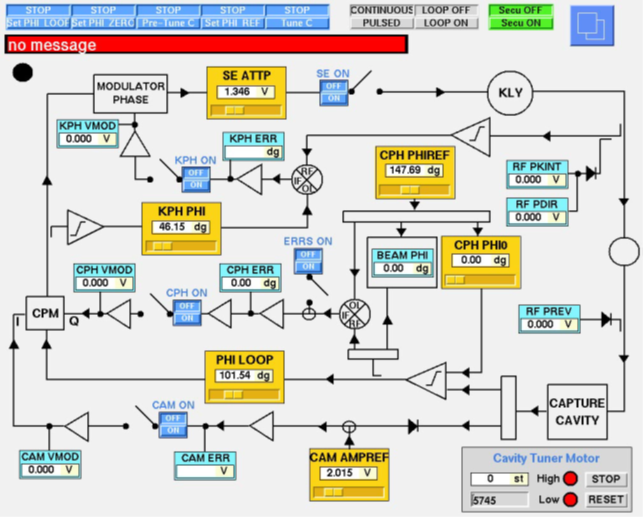 STOP STOP STOP STOP STOP CONTINUOUS LOOP OFF Secu OFF
Set PHI LOOP Set PHI ZERO Pre-Tune C Set PHI REF Tune C PULSED LOOP ON Secu ON
no message
MODULATOR
PHASE
SE ATTP
1.346 V
SE ON
OFF
ON
KLY
KPH VMOD
0.000 V
KPH ERR
dg
KPH ON
OFF
ON
RF
IF
OL
CPH PHIREF
147.69 dg
RF PKINT
0.000 V
RF PDIR
0.000 V
KPH PHI
46.15 dg
ERRS ON
OFF
ON
BEAM PHI
0.00 dg
CPH PHI0
0.00 dg
CPH VMOD
0.000 V
CPH ON
OFF
ON
CPH ERR
0.00 dg
OL
IF
RF
RF PREV
0.000 V
I CPM Q
PHI LOOP
101.54 dg
CAPTURE
CAVITY
CAM ON
OFF
ON
CAM VMOD
0.000 V
CAM ERR
V
CAM AMPREF
2.015 V
Cavity Tuner Motor
0 st High STOP
5745 Low RESET